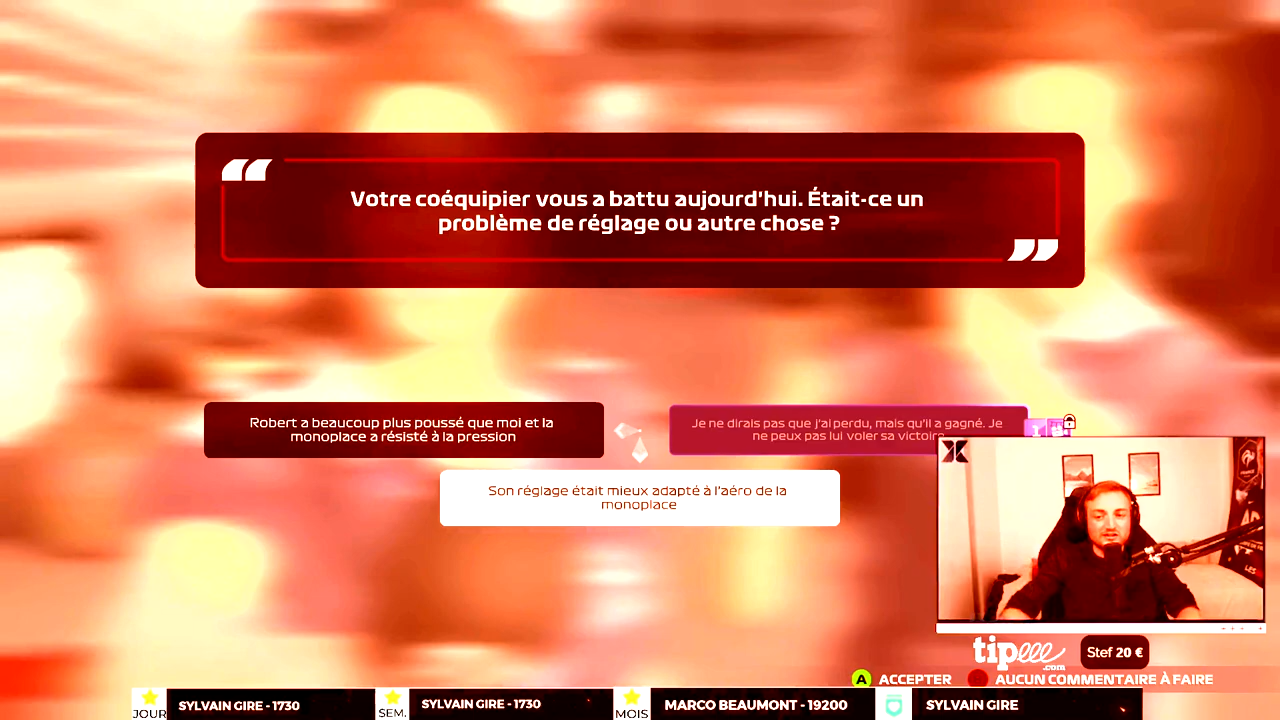 Votre coéquipier vous a battu aujourd'hui. Était-ce un
problème de réglage ou autre chose ?
Robert a beaucoup plus poussé que moi et la
monoplace a résisté à la pression
Je ne dirais pas que j'ai perdu, mais qu'il a gagné. Je
ne peux pas lui voler sa victoire
Son réglage était mieux adapté à l'aéro de la
monoplace
tipeee.com
Stef 20 €
A ACCEPTER
AUCUN COMMENTAIRE À FAIRE
JOUR
SYLVAIN GIRE - 1730
SEM.
SYLVAIN GIRE - 1730
MOIS
MARCO BEAUMONT - 19200
SYLVAIN GIRE